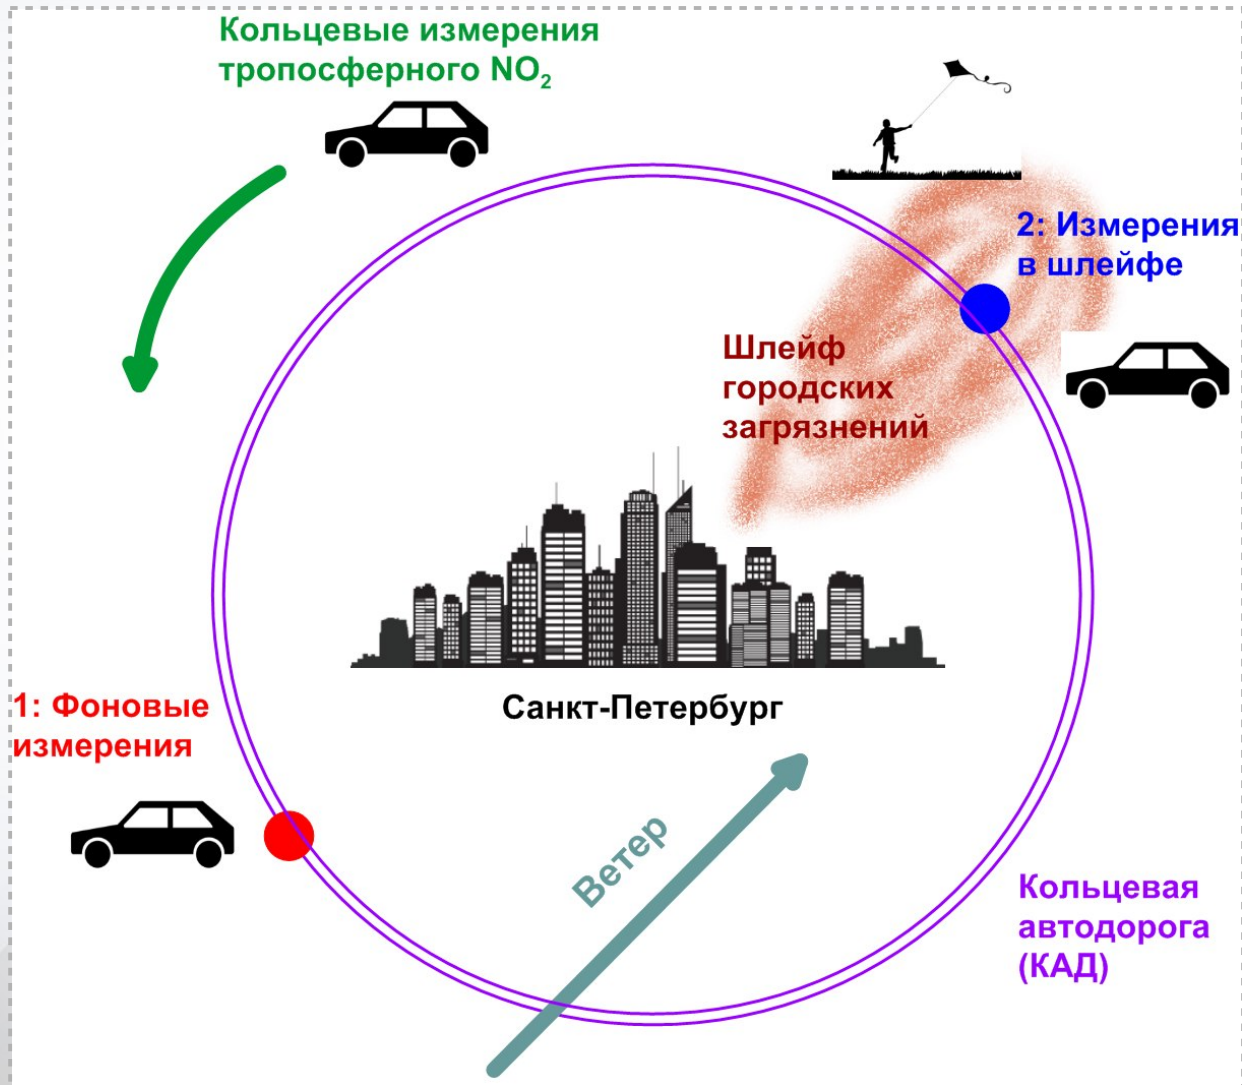 Кольцевые измерения
тропосферного NO₂
2: Измерения
в шлейфе
Шлейф
городских
загрязнений
1: Фоновые
измерения
Санкт-Петербург
Ветер
Кольцевая
автодорога
(КАД)